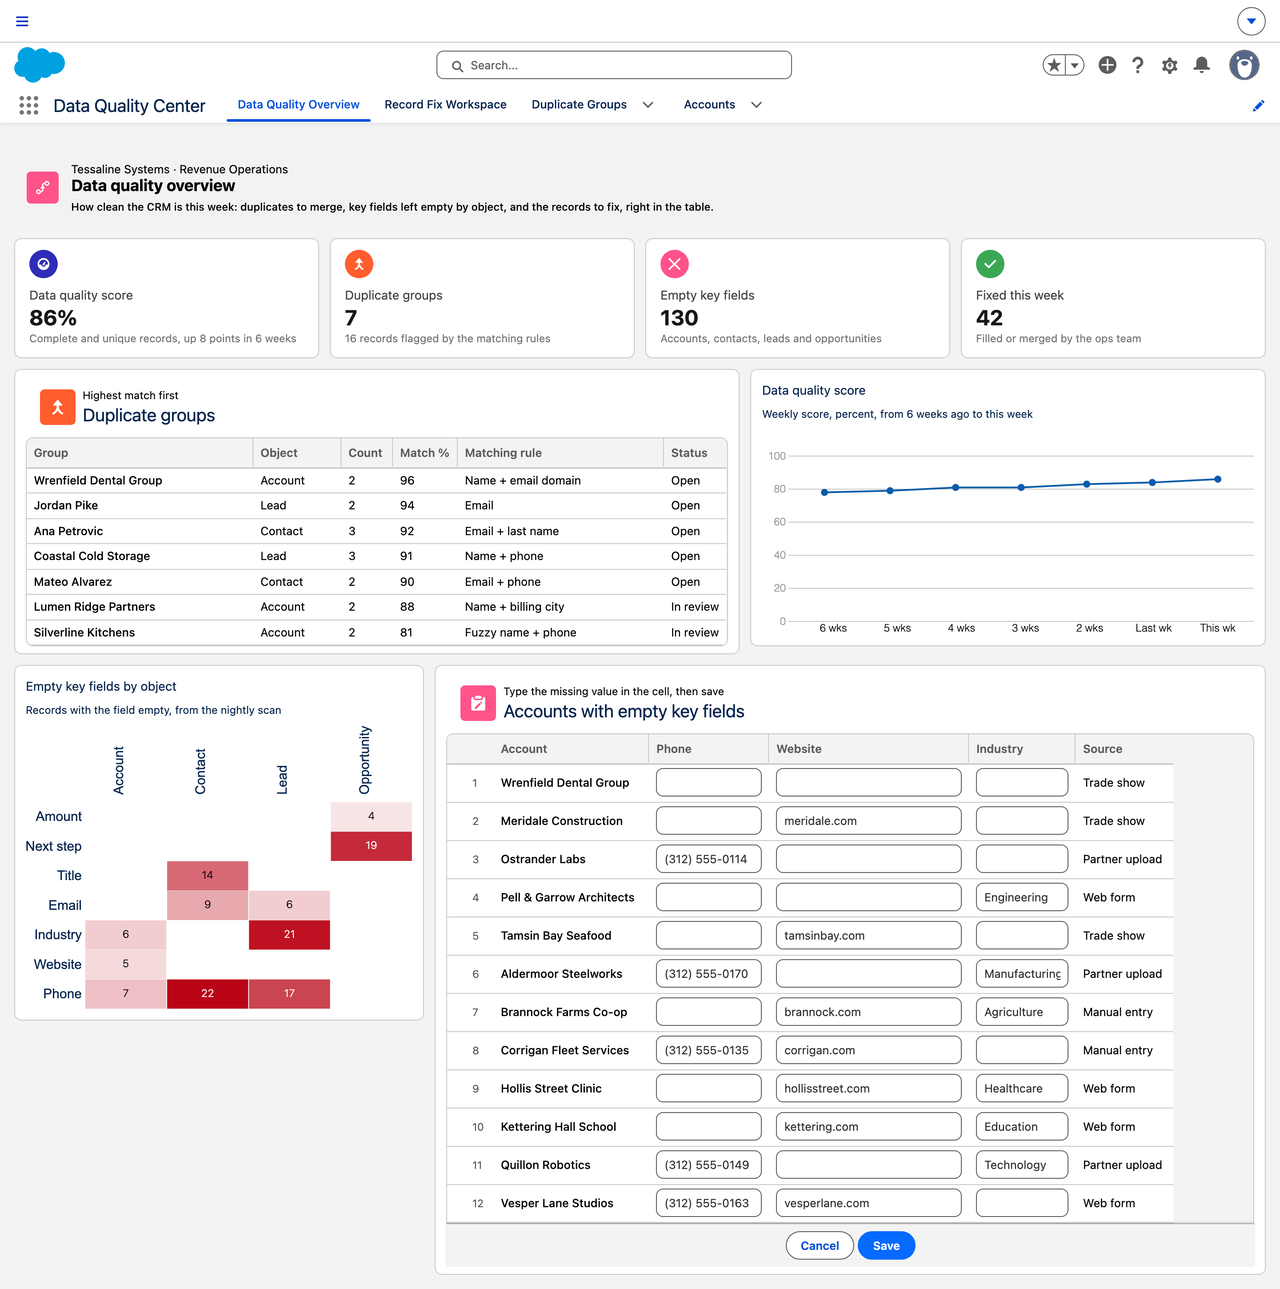 Search...
Data Quality Center
Data Quality Overview
Record Fix Workspace
Duplicate Groups
Accounts
Tessaline Systems · Revenue Operations
Data quality overview
How clean the CRM is this week: duplicates to merge, key fields left empty by object, and the records to fix, right in the table.
Data quality score
86%
Complete and unique records, up 8 points in 6 weeks
Duplicate groups
7
16 records flagged by the matching rules
Empty key fields
130
Accounts, contacts, leads and opportunities
Fixed this week
42
Filled or merged by the ops team
Highest match first
Duplicate groups
Group Object Count Match % Matching rule Status
Wrenfield Dental Group Account 2 96 Name + email domain Open
Jordan Pike Lead 2 94 Email Open
Ana Petrovic Contact 3 92 Email + last name Open
Coastal Cold Storage Lead 3 91 Name + phone Open
Mateo Alvarez Contact 2 90 Email + phone Open
Lumen Ridge Partners Account 2 88 Name + billing city In review
Silverline Kitchens Account 2 81 Fuzzy name + phone In review
Data quality score
Weekly score, percent, from 6 weeks ago to this week
100
80
60
40
20
0
6 wks 5 wks 4 wks 3 wks 2 wks Last wk This wk
Empty key fields by object
Records with the field empty, from the nightly scan
Account Contact Lead Opportunity
Amount 4
Next step 19
Title 14
Email 9 6
Industry 6 21
Website 5
Phone 7 22 17
Type the missing value in the cell, then save
Accounts with empty key fields
Account Phone Website Industry Source
1 Wrenfield Dental Group Trade show
2 Meridale Construction meridale.com Trade show
3 Ostrander Labs (312) 555-0114 Partner upload
4 Pell & Garrow Architects Engineering Web form
5 Tamsin Bay Seafood tamsinbay.com Trade show
6 Aldermoor Steelworks (312) 555-0170 Manufacturing Partner upload
7 Brannock Farms Co-op brannock.com Agriculture Manual entry
8 Corrigan Fleet Services (312) 555-0135 corrigan.com Manual entry
9 Hollis Street Clinic hollisstreet.com Healthcare Web form
10 Kettering Hall School kettering.com Education Web form
11 Quillon Robotics (312) 555-0149 Technology Partner upload
12 Vesper Lane Studios (312) 555-0163 vesperlane.com Web form
Cancel Save